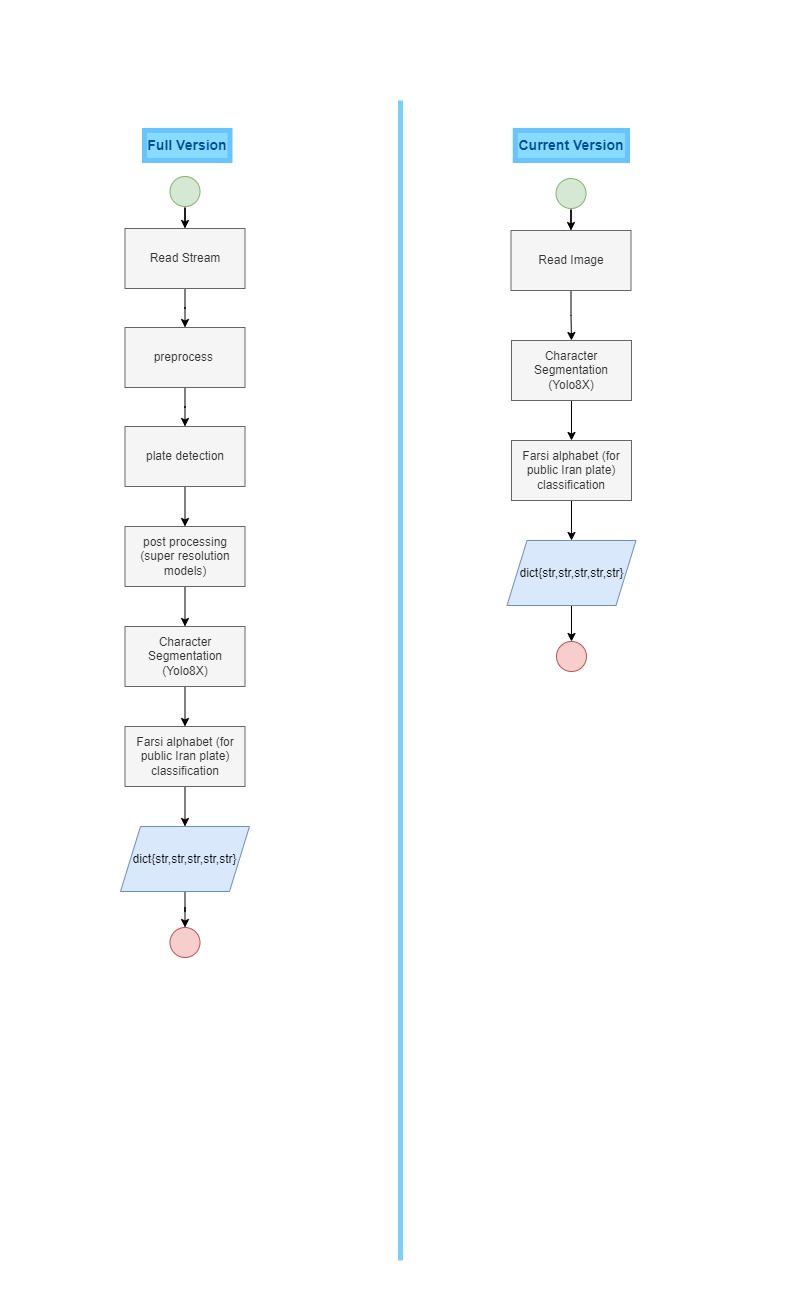 Full Version
Read Stream
preprocess
plate detection
post processing
(super resolution
models)
Character
Segmentation
(Yolo8X)
Farsi alphabet (for
public Iran plate)
classification
dict{str,str,str,str,str}
Current Version
Read Image
Character
Segmentation
(Yolo8X)
Farsi alphabet (for
public Iran plate)
classification
dict{str,str,str,str,str}